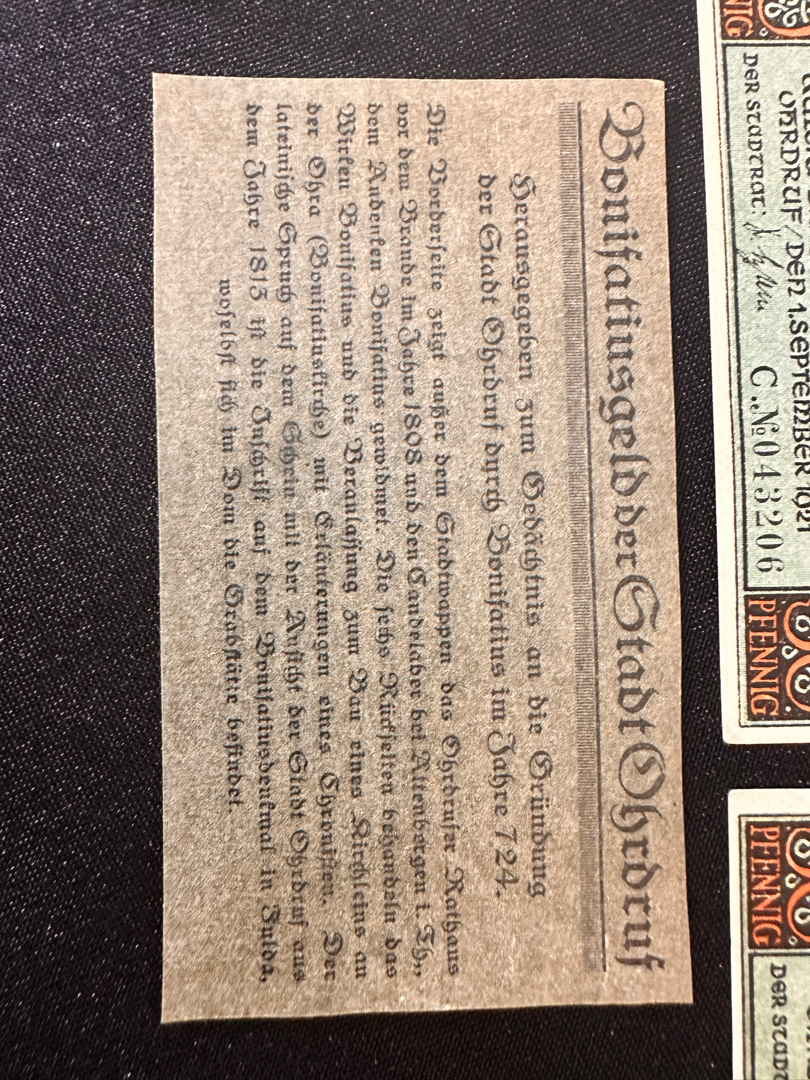 Bonifatiusgeld der Stadt Ohrdruf
Herausgegeben zum Gedächtnis an die Gründung
der Stadt Ohrdruf durch Bonifatius im Jahre 724.
Die Vorderseite zeigt außer dem Stadtwappen das Ohrdrufer Rathaus
vor dem Brande im Jahre 1808 und den Candelaber bei Altenbergen i. Th.,
dem Andenken Bonifatius gewidmet. Die sechs Rückseiten behandeln das
Wirken Bonifatius und die Veranlassung zum Bau eines Kirchleins an
der Ohra (Bonifatiuskirche) mit Erläuterungen eines Chronisten. Der
lateinische Spruch auf dem Schein mit der Ansicht der Stadt Ohrdruf aus
dem Jahre 1815 ist die Inschrift auf dem Bonifatiusdenkmal in Fulda,
woselbst sich im Dom die Grabstätte befindet.
OHRDRUF/DEN 1.SEPTEMBER 1921
DER STADTRAT:
C.№043206
NIG
PFENNIG
PFENNIG
DER STADT